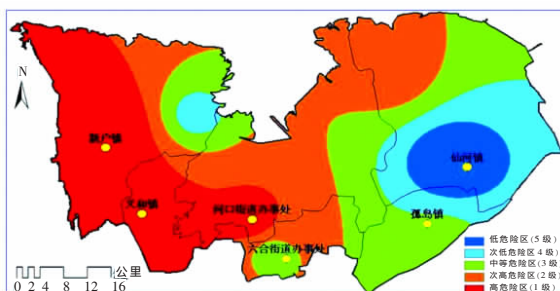 N
新户镇
义和镇
河口街道办事处
六合街道办事处
仙河镇
孤岛镇
0 2 4 8 12 16
公里
低危险区(5 级)
次低危险区 4 级)
中等危险区(3 级)
次高危险区(2 级)
高危险区(1 级)